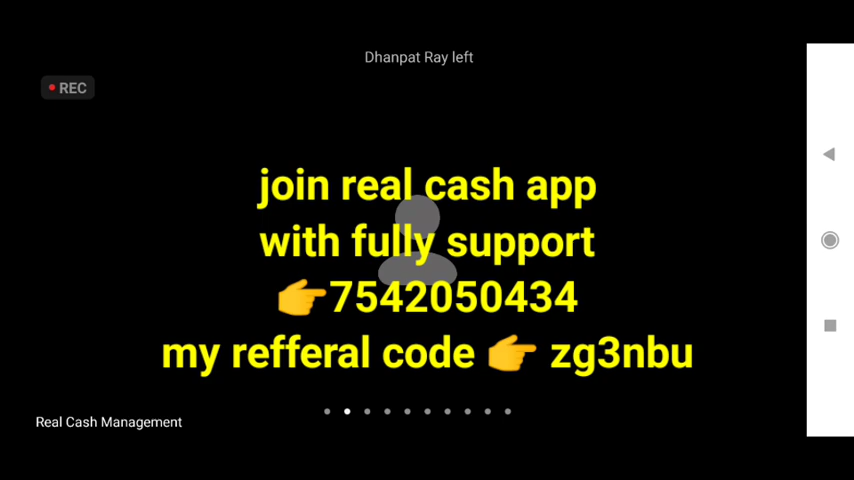 Dhanpat Ray left
REC
join real cash app
with fully support
👉7542050434
my refferal code 👉 zg3nbu
Real Cash Management